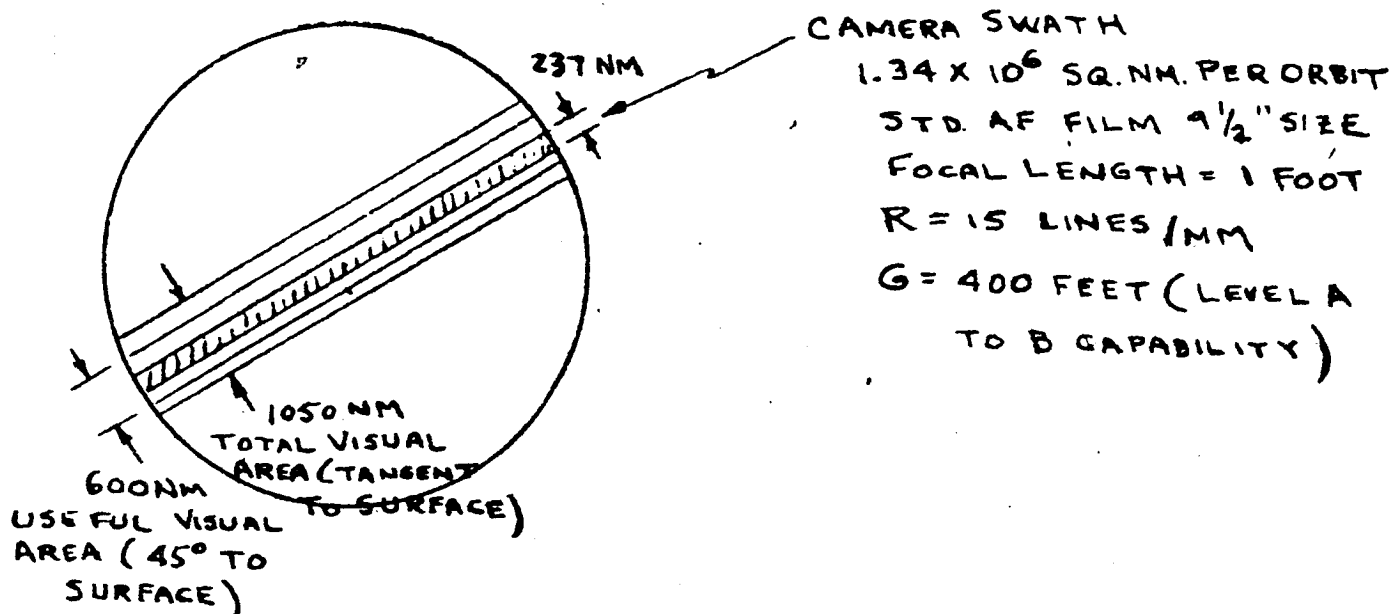 CAMERA SWATH
237 NM
1.34 X 10⁶ SQ. NM. PER ORBIT
STD. AF FILM 9 1/2" SIZE
FOCAL LENGTH = 1 FOOT
R = 15 LINES/MM
G = 400 FEET (LEVEL A
TO B CAPABILITY)
1050 NM
TOTAL VISUAL
AREA (TANGENT
TO SURFACE)
600 NM
USEFUL VISUAL
AREA (45° TO
SURFACE)